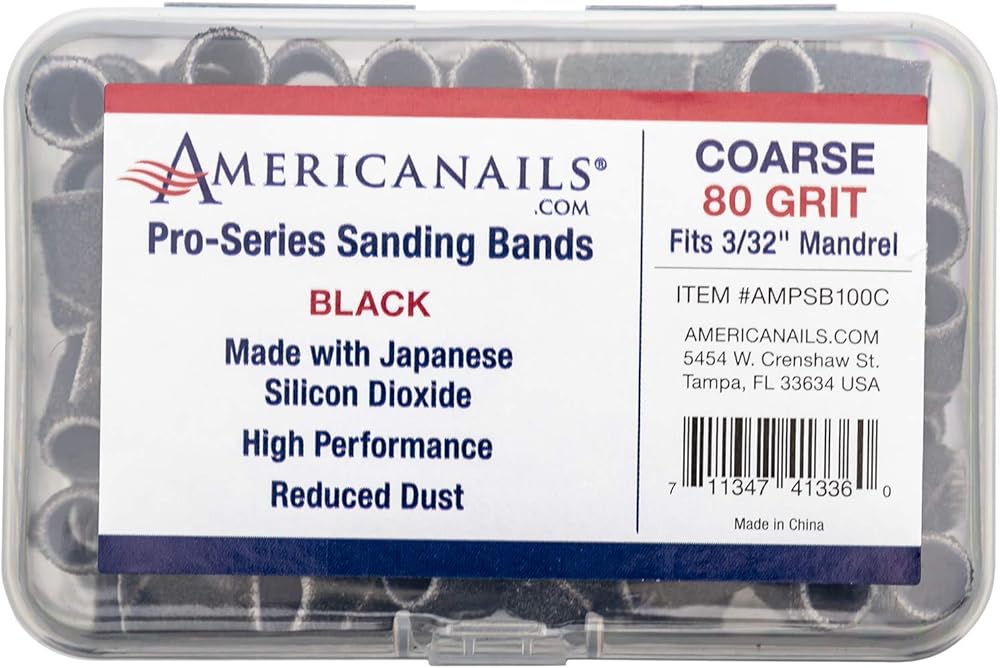 AMERICANAILS®
.COM
Pro-Series Sanding Bands
BLACK
Made with Japanese
Silicon Dioxide
High Performance
Reduced Dust
COARSE
80 GRIT
Fits 3/32" Mandrel
ITEM #AMPSB100C
AMERICANAILS.COM
5454 W. Crenshaw St.
Tampa, FL 33634 USA
7 11347 41336 0
Made in China